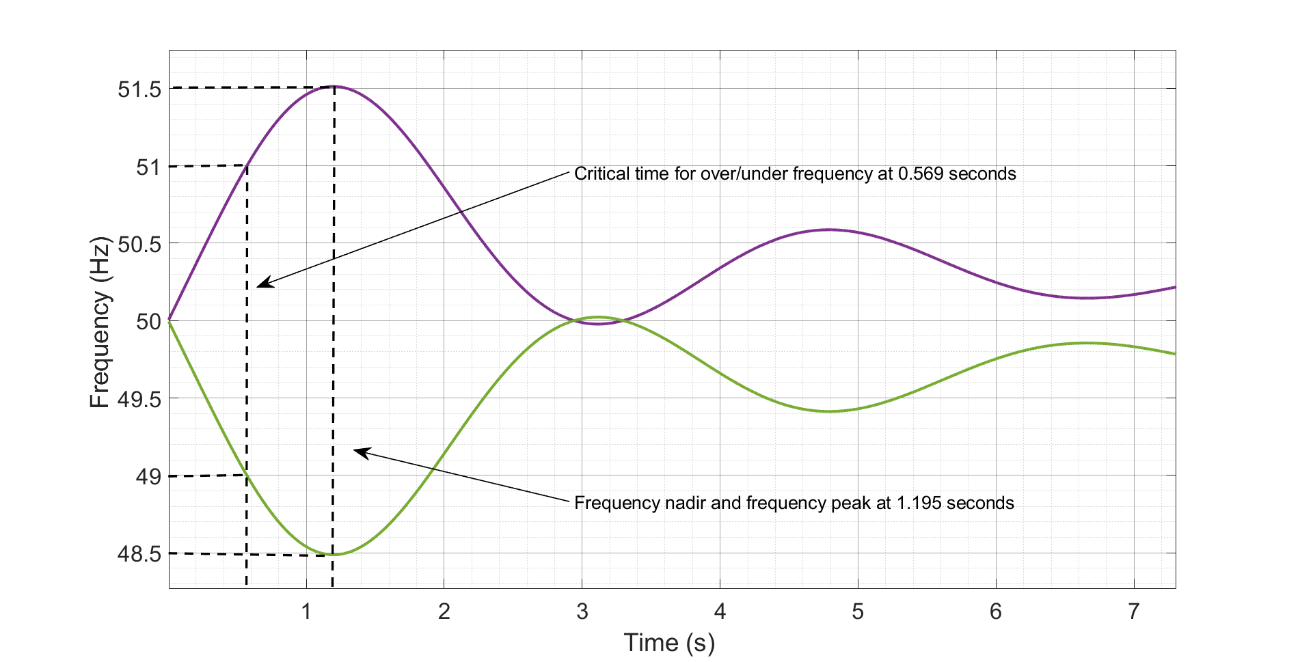 51.5
51
50.5
50
49.5
49
48.5
Frequency (Hz)
Critical time for over/under frequency at 0.569 seconds
Frequency nadir and frequency peak at 1.195 seconds
1 2 3 4 5 6 7
Time (s)